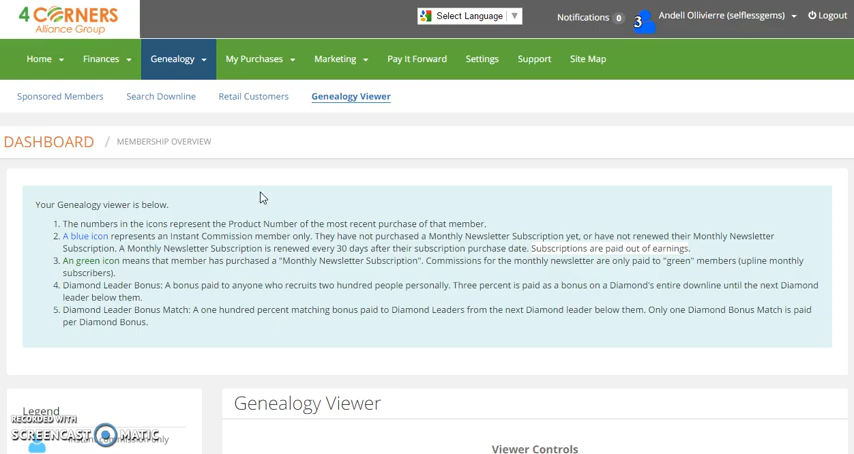 4 CORNERS
Alliance Group
Select Language ▼
Notifications 0
3
Andell Ollivierre (selflessgems)
Logout
Home
Finances
Genealogy
My Purchases
Marketing
Pay It Forward
Settings
Support
Site Map
Sponsored Members
Search Downline
Retail Customers
Genealogy Viewer
DASHBOARD / MEMBERSHIP OVERVIEW
Your Genealogy viewer is below.
1. The numbers in the icons represent the Product Number of the most recent purchase of that member.
2. A blue icon represents an Instant Commission member only. They have not purchased a Monthly Newsletter Subscription yet, or have not renewed their Monthly Newsletter
Subscription. A Monthly Newsletter Subscription is renewed every 30 days after their subscription purchase date. Subscriptions are paid out of earnings.
3. An green icon means that member has purchased a "Monthly Newsletter Subscription". Commissions for the monthly newsletter are only paid to "green" members (upline monthly
subscribers).
4. Diamond Leader Bonus: A bonus paid to anyone who recruits two hundred people personally. Three percent is paid as a bonus on a Diamond's entire downline until the next Diamond
leader below them.
5. Diamond Leader Bonus Match: A one hundred percent matching bonus paid to Diamond Leaders from the next Diamond leader below them. Only one Diamond Bonus Match is paid
per Diamond Bonus.
Legend
Genealogy Viewer
RECORDED WITH
SCREENCAST MATIC
only
Viewer Controls